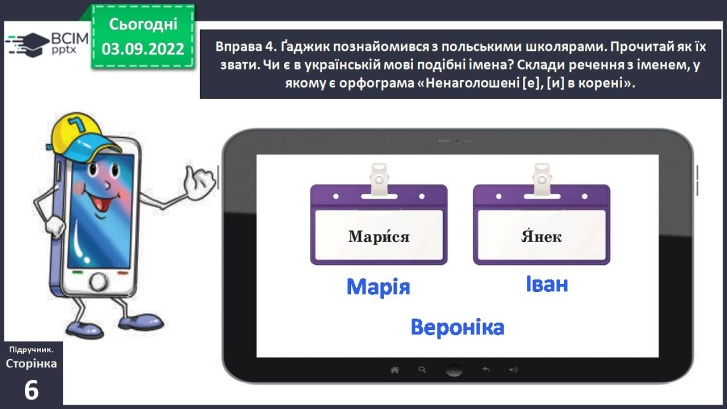 Сьогодні
03.09.2022
ВСІМ
pptx
Вправа 4. Ґаджик познайомився з польськими школярами. Прочитай як їх
звати. Чи є в українській мові подібні імена? Склади речення з іменем, у
якому є орфограма «Ненаголошені [е], [и] в корені».
Мари́ся
Я́нек
Марія
Іван
Вероніка
Підручник.
Сторінка
6